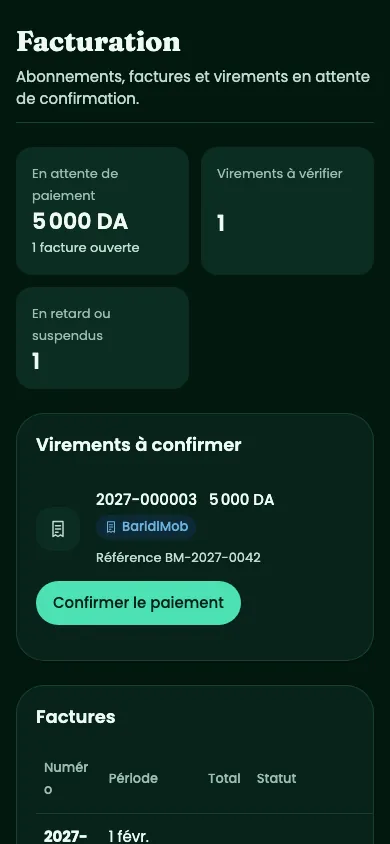 Facturation
Abonnements, factures et virements en attente
de confirmation.
En attente de
paiement
5 000 DA
1 facture ouverte
Virements à vérifier
1
En retard ou
suspendus
1
Virements à confirmer
2027-000003 5 000 DA
BaridiMob
Référence BM-2027-0042
Confirmer le paiement
Factures
Numér
o
Période Total Statut
2027- 1 févr.